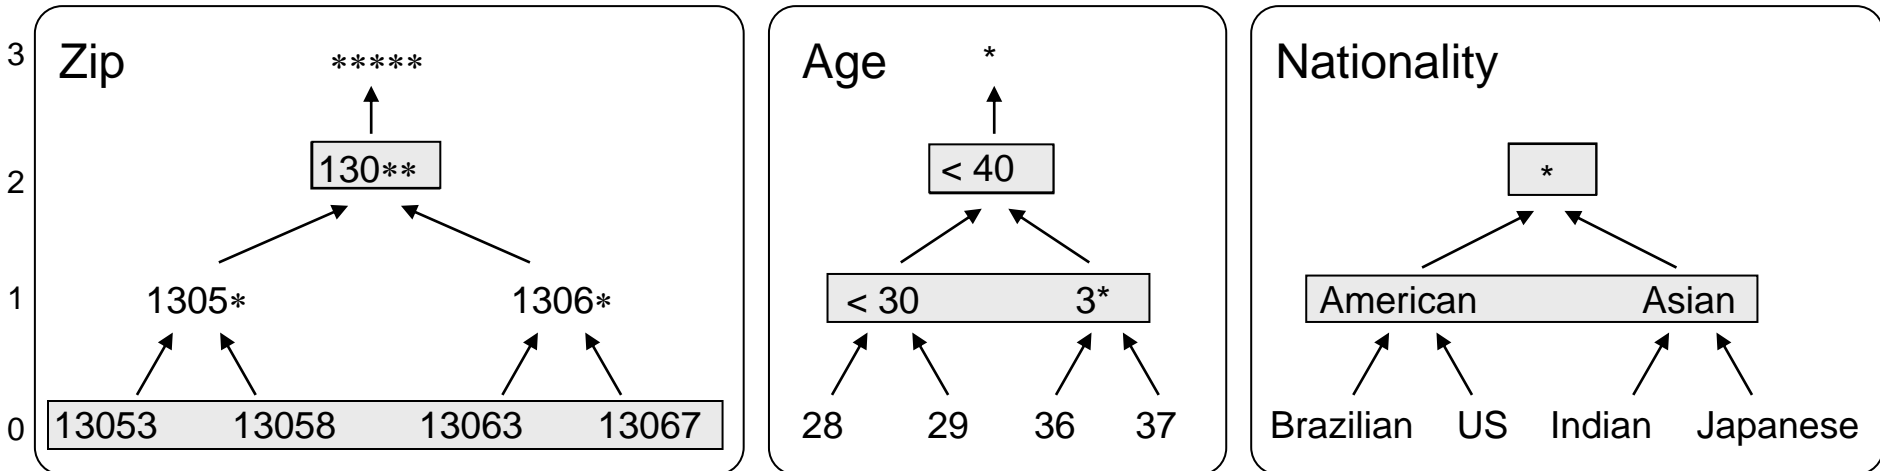 3
2
1
0
Zip
*****
130**
1305* 1306*
13053 13058 13063 13067
Age
*
< 40
< 30 3*
28 29 36 37
Nationality
*
American Asian
Brazilian US Indian Japanese